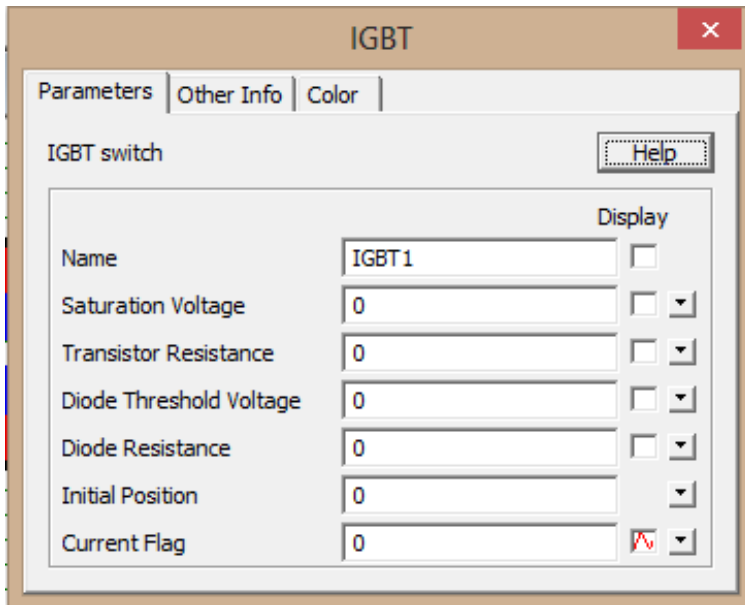 IGBT
Parameters Other Info Color
IGBT switch Help
Display
Name IGBT1
Saturation Voltage 0
Transistor Resistance 0
Diode Threshold Voltage 0
Diode Resistance 0
Initial Position 0
Current Flag 0